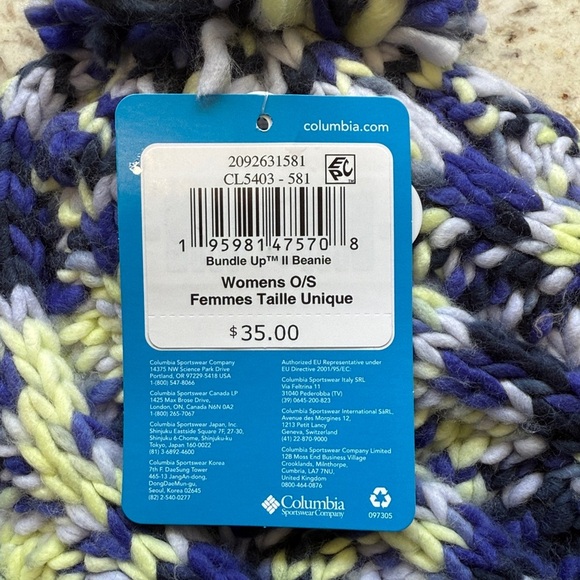 columbia.com
2092631581
CL5403 - 581
EC
PC™
1 95981 47570 8
Bundle Up™ II Beanie
Womens O/S
Femmes Taille Unique
$35.00
Columbia Sportswear Company
14375 NW Science Park Drive
Portland, OR 97229-5418 USA
1-(800) 547-8066
Columbia Sportswear Canada LP
1425 Max Brose Drive,
London, ON, Canada N6N 0A2
1-(800) 265-7067
Columbia Sportswear Japan, Inc.
Shinjuku Eastside Square 7F, 27-30,
Shinjuku 6-Chome, Shinjuku-ku
Tokyo, Japan 160-0022
(81) 3 6892-4600
Columbia Sportswear Korea
7th F DaeSung Tower
465-13, JangAn-dong,
DongDaoMun-gu,
Seoul, Korea 02645
(82) 2-540-0277
Authorized EU Representative under
EU Directive 2001/95/EC.
Columbia Sportswear Italy SRL
Via Feltrina 11
31040 Pederobba (TV)
(39) 0645-200-823
Columbia Sportswear International SàRL,
Avenue des Morgines 12,
1213 Petit Lancy
Geneva, Switzerland
(41) 22-870-9000
Columbia Sportswear Company Limited
12B Moss End Business Village
Crooklands, Milnthorpe,
Cumbria, LA7 7NU,
United Kingdom
0800-464-0876
Columbia
Sportswear Company
097305